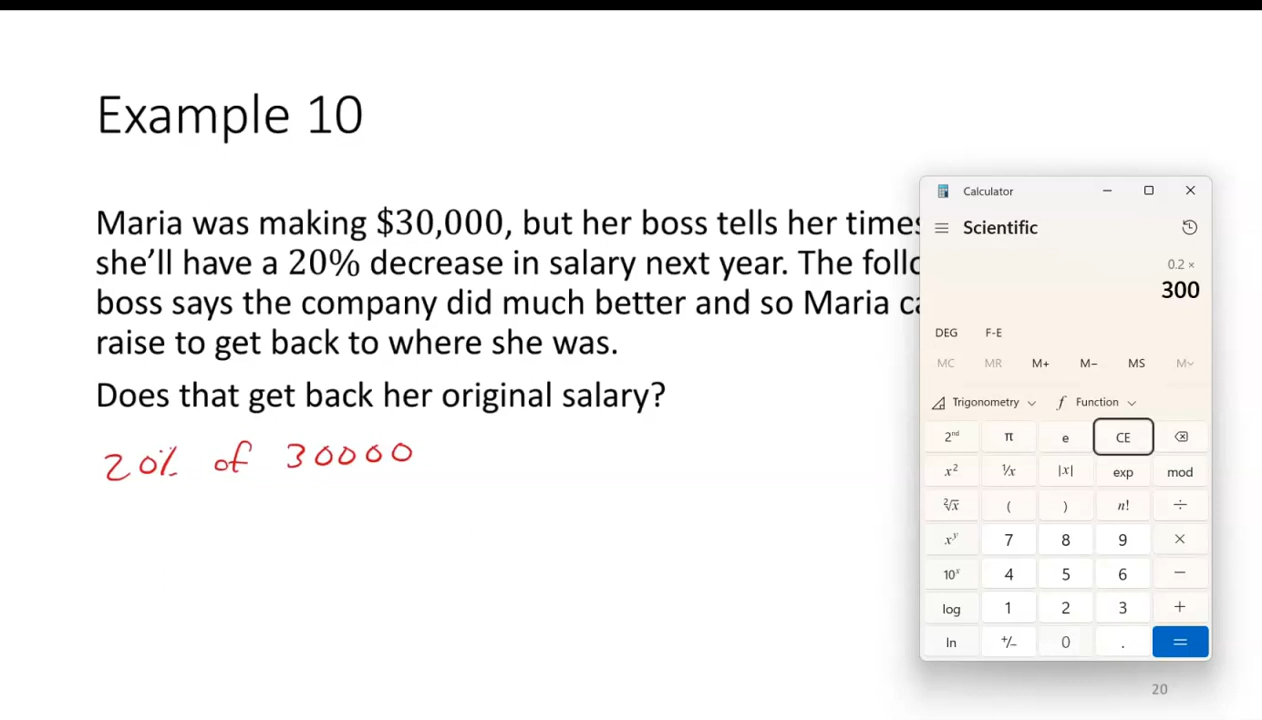 Example 10
Maria was making $30,000, but her boss tells her times
she'll have a 20% decrease in salary next year. The
boss says the company did much better and so Maria
raise to get back to where she was.
Does that get back her original salary?
20% of 30000
Calculator
Scientific
0.2 ×
300
DEG F-E
MC MR M+ M− MS M
Trigonometry f Function
2nd π e CE
x² 1/x |x| exp mod
²√x ( ) n! ÷
xʸ 7 8 9 ×
10ˣ 4 5 6 −
log 1 2 3 +
ln +/− 0 . =
20